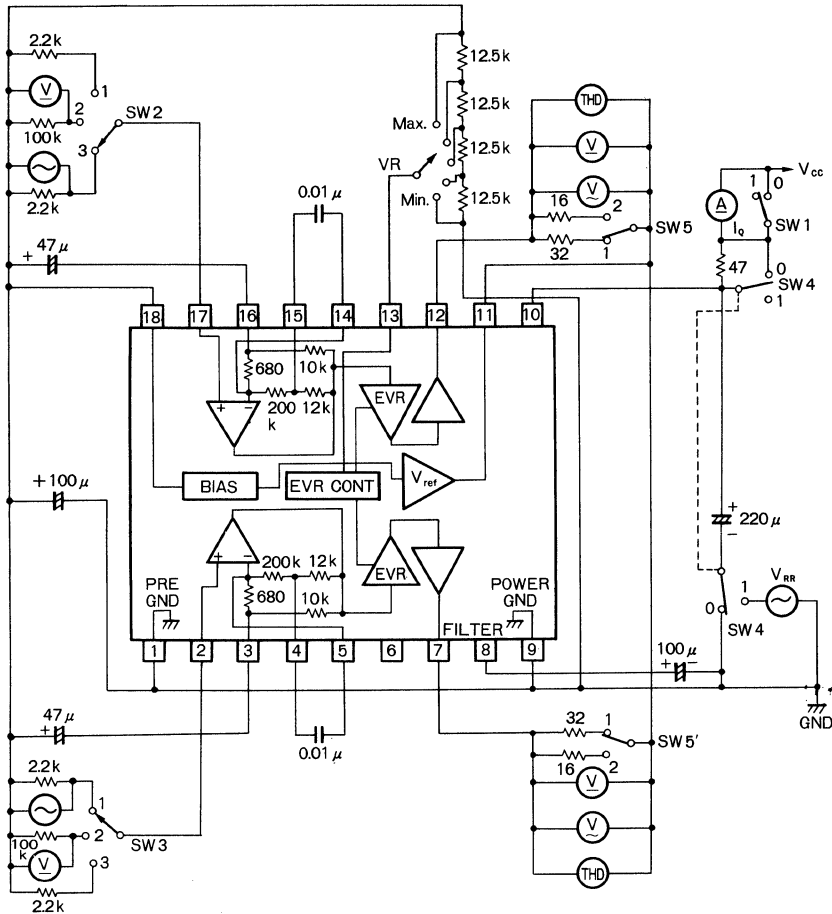 2.2k
V
1
2
SW2
100k
3
2.2k
47μ
+
12.5k
12.5k
12.5k
12.5k
Max.
VR
Min.
0.01μ
THD
V
V
16
2
SW5
32
1
VCC
A
IQ
1
0
SW1
47
0
SW4
1
18
17
16
15
14
13
12
11
10
680
10k
200
k
12k
+
−
EVR
+100μ
BIAS
EVR CONT
Vref
+
220μ
−
200k
12k
+
−
EVR
680
10k
PRE
GND
POWER
GND
FILTER
VRR
1
0
SW4
1
2
3
4
5
6
7
8
9
100μ
+
−
GND
47μ
+
0.01μ
32
1
SW5'
16
2
V
V
THD
2.2k
1
2
SW3
100
k
V
3
2.2k